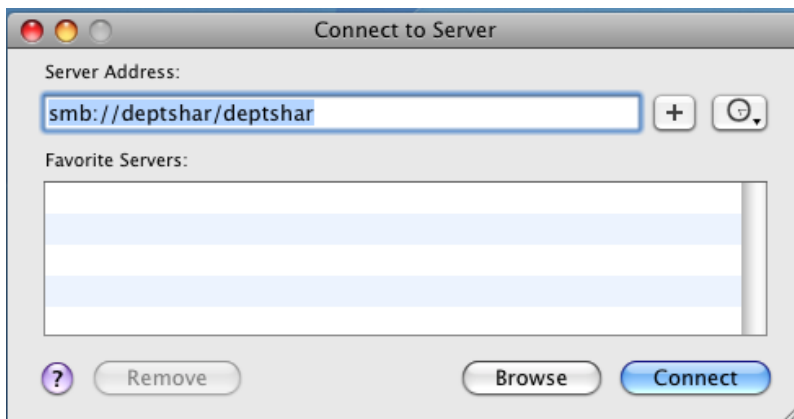 Connect to Server
Server Address:
smb://deptshar/deptshar
+
Favorite Servers:
?
Remove
Browse
Connect